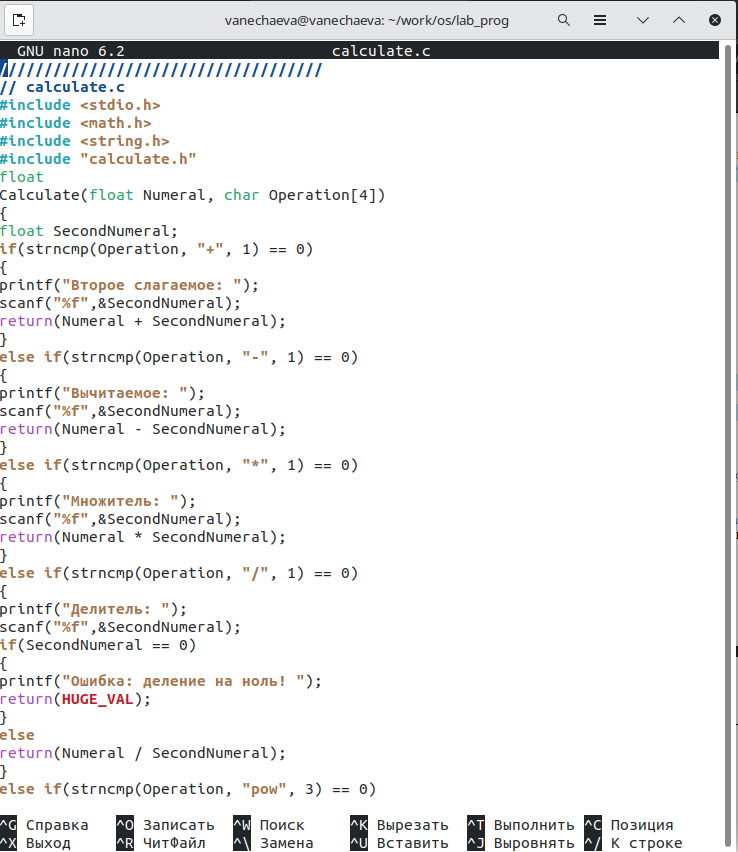 vanechaeva@vanechaeva: ~/work/os/lab_prog
GNU nano 6.2 calculate.c
////////////////////////////////////
// calculate.c
#include <stdio.h>
#include <math.h>
#include <string.h>
#include "calculate.h"
float
Calculate(float Numeral, char Operation[4])
{
float SecondNumeral;
if(strncmp(Operation, "+", 1) == 0)
{
printf("Второе слагаемое: ");
scanf("%f",&SecondNumeral);
return(Numeral + SecondNumeral);
}
else if(strncmp(Operation, "-", 1) == 0)
{
printf("Вычитаемое: ");
scanf("%f",&SecondNumeral);
return(Numeral - SecondNumeral);
}
else if(strncmp(Operation, "*", 1) == 0)
{
printf("Множитель: ");
scanf("%f",&SecondNumeral);
return(Numeral * SecondNumeral);
}
else if(strncmp(Operation, "/", 1) == 0)
{
printf("Делитель: ");
scanf("%f",&SecondNumeral);
if(SecondNumeral == 0)
{
printf("Ошибка: деление на ноль! ");
return(HUGE_VAL);
}
else
return(Numeral / SecondNumeral);
}
else if(strncmp(Operation, "pow", 3) == 0)
^G Справка ^O Записать ^W Поиск ^K Вырезать ^T Выполнить ^C Позиция
^X Выход ^R ЧитФайл ^\ Замена ^U Вставить ^J Выровнять ^/ К строке